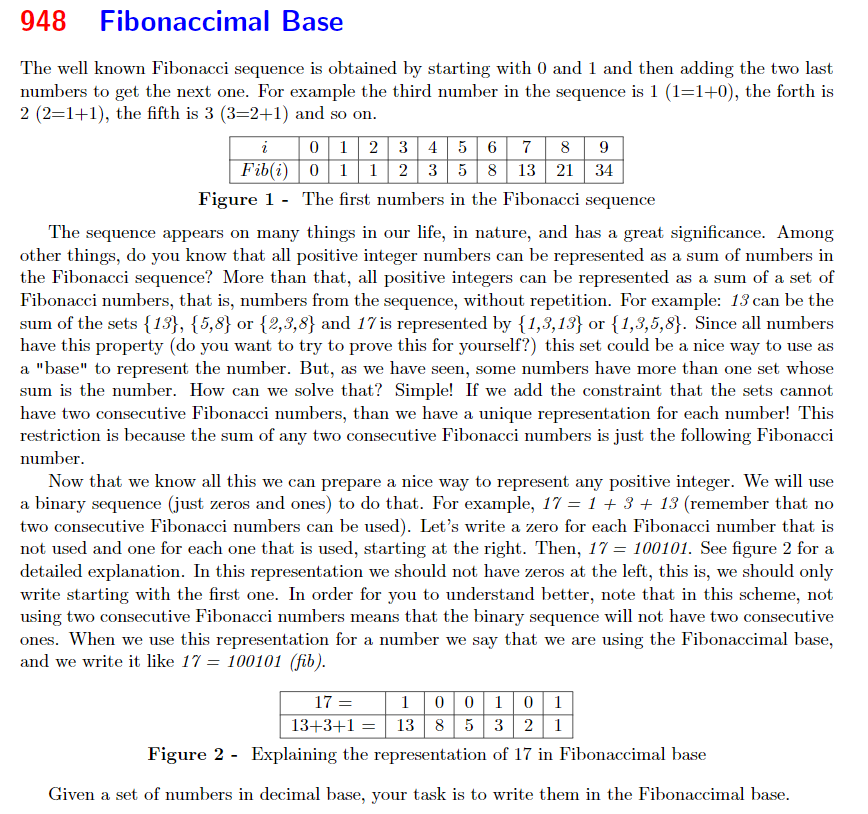 948 Fibonaccimal Base
The well known Fibonacci sequence is obtained by starting with 0 and 1 and then adding the two last
numbers to get the next one. For example the third number in the sequence is 1 (1=1+0), the forth is
2 (2=1+1), the fifth is 3 (3=2+1) and so on.
i 0 1 2 3 4 5 6 7 8 9
Fib(i) 0 1 1 2 3 5 8 13 21 34
Figure 1 - The first numbers in the Fibonacci sequence
The sequence appears on many things in our life, in nature, and has a great significance. Among
other things, do you know that all positive integer numbers can be represented as a sum of numbers in
the Fibonacci sequence? More than that, all positive integers can be represented as a sum of a set of
Fibonacci numbers, that is, numbers from the sequence, without repetition. For example: 13 can be the
sum of the sets {13}, {5,8} or {2,3,8} and 17 is represented by {1,3,13} or {1,3,5,8}. Since all numbers
have this property (do you want to try to prove this for yourself?) this set could be a nice way to use as
a "base" to represent the number. But, as we have seen, some numbers have more than one set whose
sum is the number. How can we solve that? Simple! If we add the constraint that the sets cannot
have two consecutive Fibonacci numbers, than we have a unique representation for each number! This
restriction is because the sum of any two consecutive Fibonacci numbers is just the following Fibonacci
number.
Now that we know all this we can prepare a nice way to represent any positive integer. We will use
a binary sequence (just zeros and ones) to do that. For example, 17 = 1 + 3 + 13 (remember that no
two consecutive Fibonacci numbers can be used). Let's write a zero for each Fibonacci number that is
not used and one for each one that is used, starting at the right. Then, 17 = 100101. See figure 2 for a
detailed explanation. In this representation we should not have zeros at the left, this is, we should only
write starting with the first one. In order for you to understand better, note that in this scheme, not
using two consecutive Fibonacci numbers means that the binary sequence will not have two consecutive
ones. When we use this representation for a number we say that we are using the Fibonaccimal base,
and we write it like 17 = 100101 (fib).
17 = 1 0 0 1 0 1
13+3+1 = 13 8 5 3 2 1
Figure 2 - Explaining the representation of 17 in Fibonaccimal base
Given a set of numbers in decimal base, your task is to write them in the Fibonaccimal base.